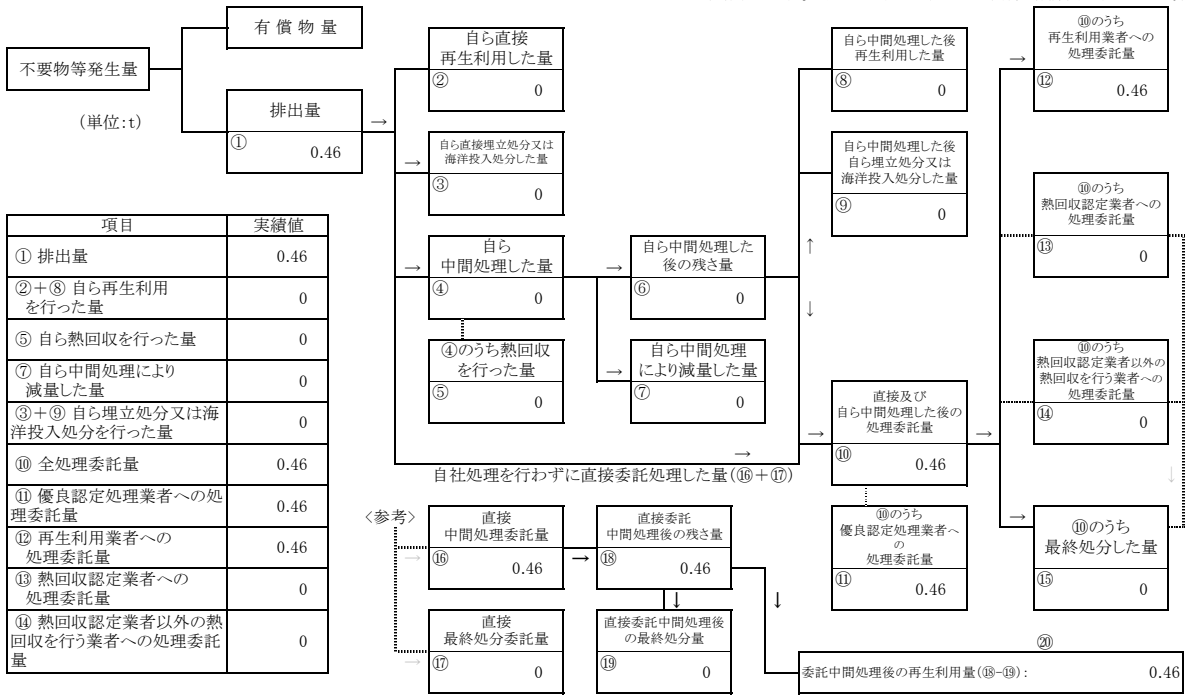 不要物等発生量
(単位:t)
有 償 物 量
排出量
①
0.46
→
自ら直接
再生利用した量
②
0
→
自ら直接埋立処分又は
海洋投入処分した量
③
0
→
自ら
中間処理した量
④
0
④のうち熱回収
を行った量
⑤
0
→
自ら中間処理した
後の残さ量
⑥
0
→
自ら中間処理
により減量した量
⑦
0
自ら中間処理した後
再生利用した量
⑧
0
自ら中間処理した後
自ら埋立処分又は
海洋投入処分した量
⑨
0
↑
↓
→
自社処理を行わずに直接委託処理した量(⑯+⑰)
→
直接及び
自ら中間処理した後の
処理委託量
⑩
0.46
⑩のうち
優良認定処理業者へ
の
処理委託量
⑪
0.46
→
→
⑩のうち
再生利用業者への
処理委託量
⑫
0.46
⑩のうち
熱回収認定業者への
処理委託量
⑬
0
⑩のうち
熱回収認定業者以外の
熱回収を行う業者への
処理委託量
⑭
0
↓
→
⑩のうち
最終処分した量
⑮
0
項目 実績値
① 排出量 0.46
②+⑧ 自ら再生利用
を行った量 0
⑤ 自ら熱回収を行った量 0
⑦ 自ら中間処理により
減量した量 0
③+⑨ 自ら埋立処分又は海
洋投入処分を行った量 0
⑩ 全処理委託量 0.46
⑪ 優良認定処理業者への処
理委託量 0.46
⑫ 再生利用業者への
処理委託量 0.46
⑬ 熱回収認定業者への
処理委託量 0
⑭ 熱回収認定業者以外の熱
回収を行う業者への処理委託
量 0
〈参考〉
→
直接
中間処理委託量
⑯
0.46
→
直接委託
中間処理後の残さ量
⑱
0.46
↓
↓
→
直接
最終処分委託量
⑰
0
直接委託中間処理後
の最終処分量
⑲
0
⑳
委託中間処理後の再生利用量(⑱-⑲): 0.46